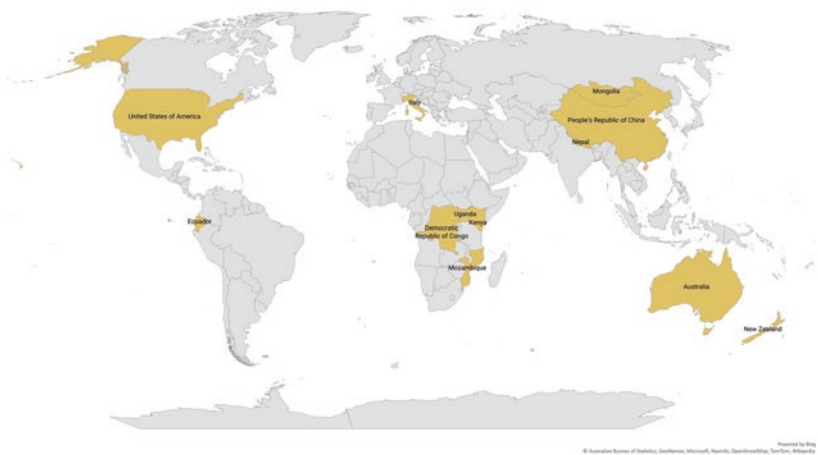 Mongolia
United States of America
Italy
People's Republic of China
Nepal
Ecuador
Uganda
Kenya
Democratic
Republic of Congo
Mozambique
Australia
New Zealand
Powered by Bing
© Australian Bureau of Statistics, GeoNames, Microsoft, Navinfo, OpenStreetMap, TomTom, Wikipedia